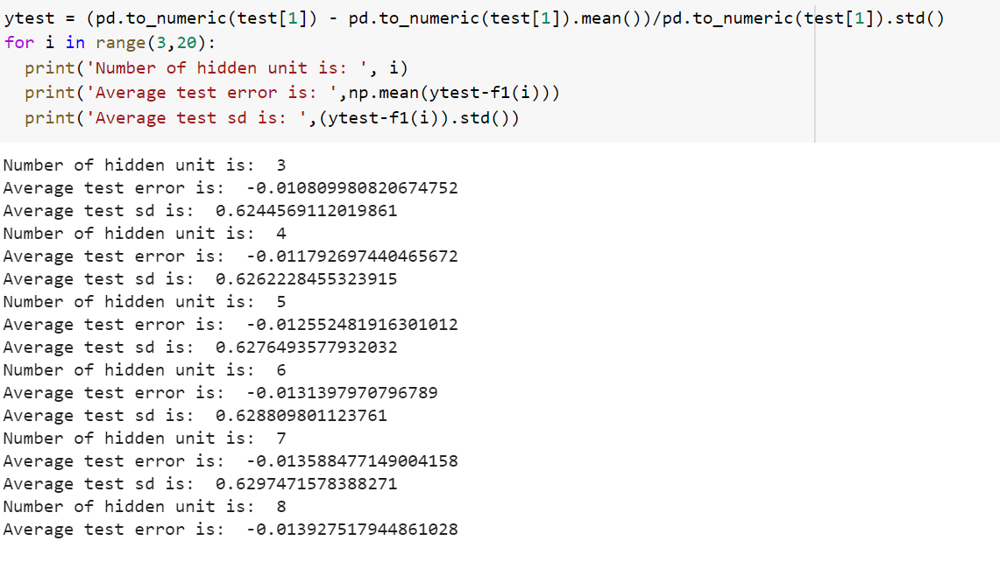 ytest = (pd.to_numeric(test[1]) - pd.to_numeric(test[1]).mean())/pd.to_numeric(test[1]).std()
for i in range(3,20):
  print('Number of hidden unit is: ', i)
  print('Average test error is: ',np.mean(ytest-f1(i)))
  print('Average test sd is: ',(ytest-f1(i)).std())
Number of hidden unit is:  3
Average test error is:  -0.010809980820674752
Average test sd is:  0.6244569112019861
Number of hidden unit is:  4
Average test error is:  -0.011792697440465672
Average test sd is:  0.6262228455323915
Number of hidden unit is:  5
Average test error is:  -0.012552481916301012
Average test sd is:  0.6276493577932032
Number of hidden unit is:  6
Average test error is:  -0.0131397970796789
Average test sd is:  0.628809801123761
Number of hidden unit is:  7
Average test error is:  -0.013588477149004158
Average test sd is:  0.6297471578388271
Number of hidden unit is:  8
Average test error is:  -0.013927517944861028